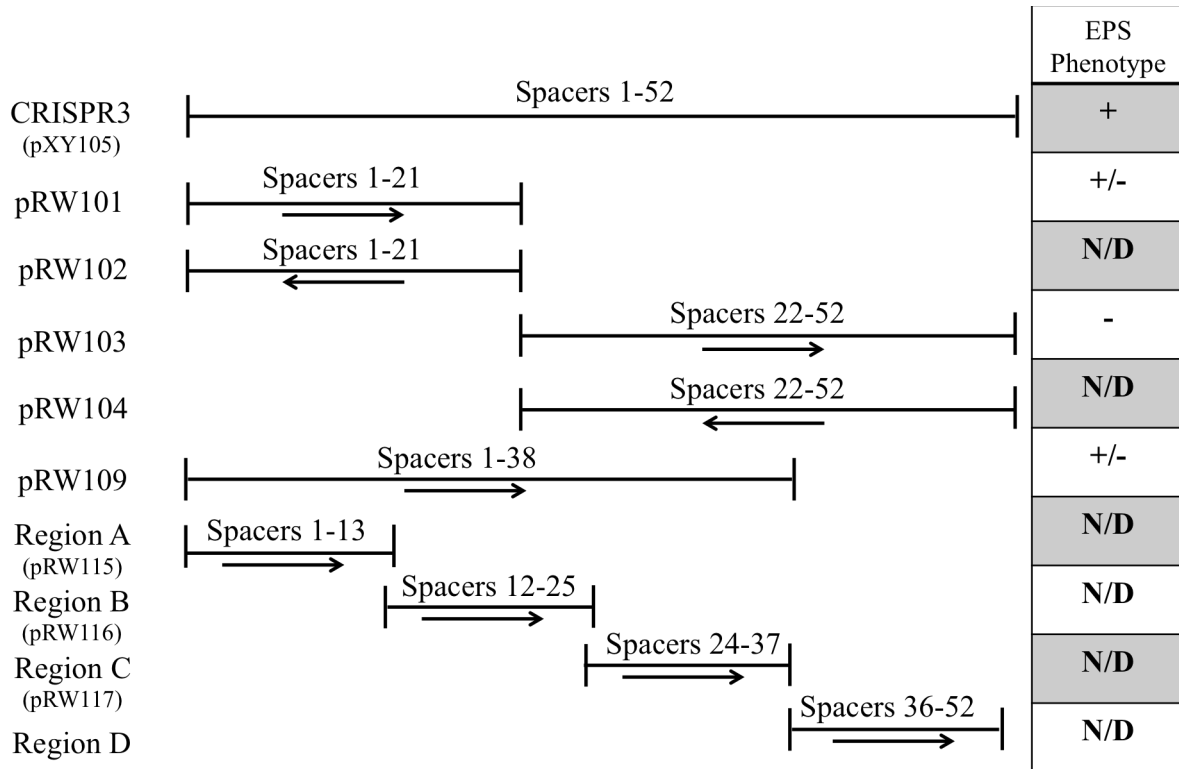 EPS
Phenotype
CRISPR3
(pXY105)
Spacers 1-52
+
pRW101
Spacers 1-21
+/-
pRW102
Spacers 1-21
N/D
pRW103
Spacers 22-52
-
pRW104
Spacers 22-52
N/D
pRW109
Spacers 1-38
+/-
Region A
(pRW115)
Spacers 1-13
N/D
Region B
(pRW116)
Spacers 12-25
N/D
Region C
(pRW117)
Spacers 24-37
N/D
Region D
Spacers 36-52
N/D